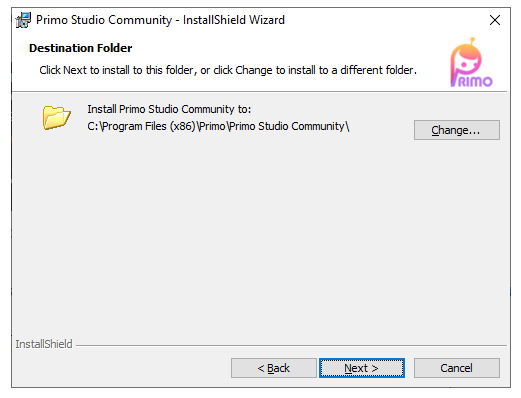 Primo Studio Community - InstallShield Wizard
Destination Folder
Click Next to install to this folder, or click Change to install to a different folder.
PRIMO
Install Primo Studio Community to:
C:\Program Files (x86)\Primo\Primo Studio Community\
Change...
InstallShield
< Back
Next >
Cancel